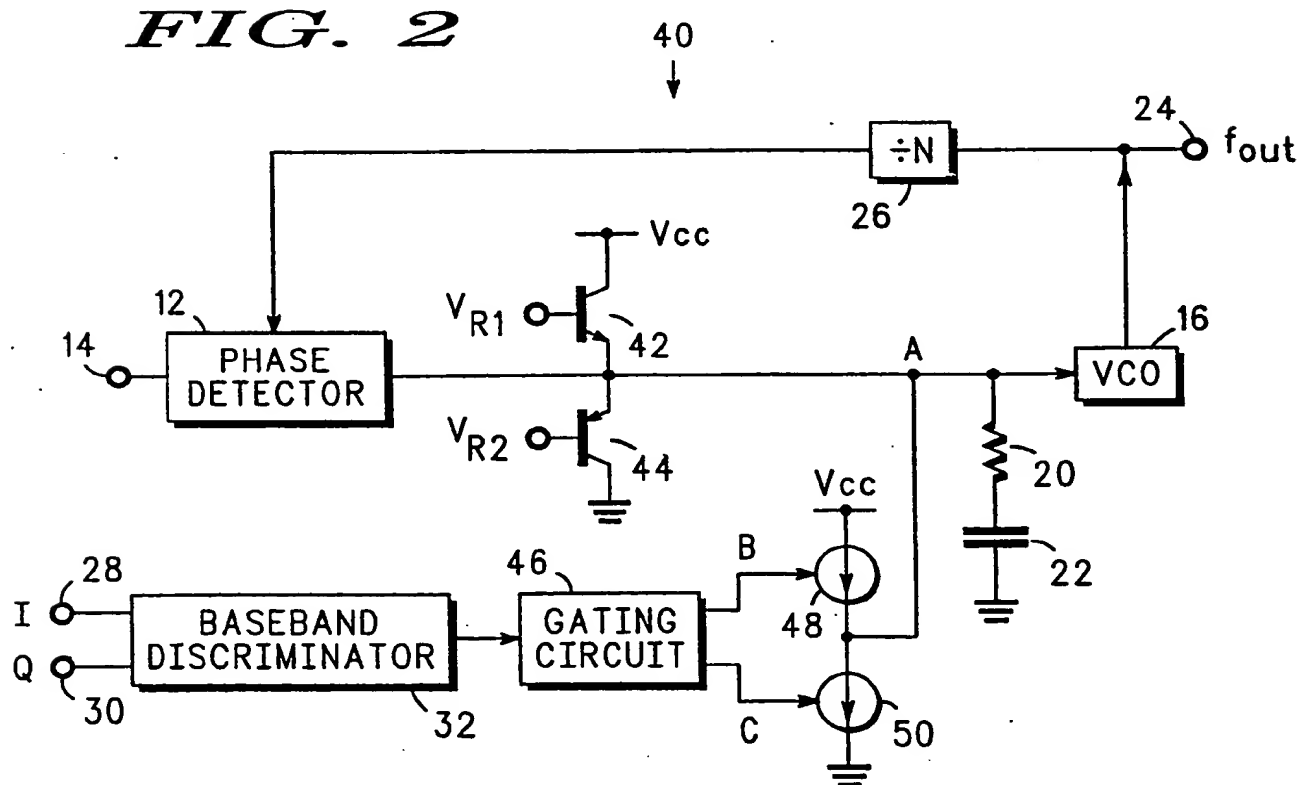 FIG. 2
40
24
÷N
fout
26
Vcc
12
VR1
42
16
14
PHASE
DETECTOR
A
VCO
VR2
44
20
Vcc
22
28
46
B
I
BASEBAND
DISCRIMINATOR
GATING
CIRCUIT
48
Q
30
32
C
50